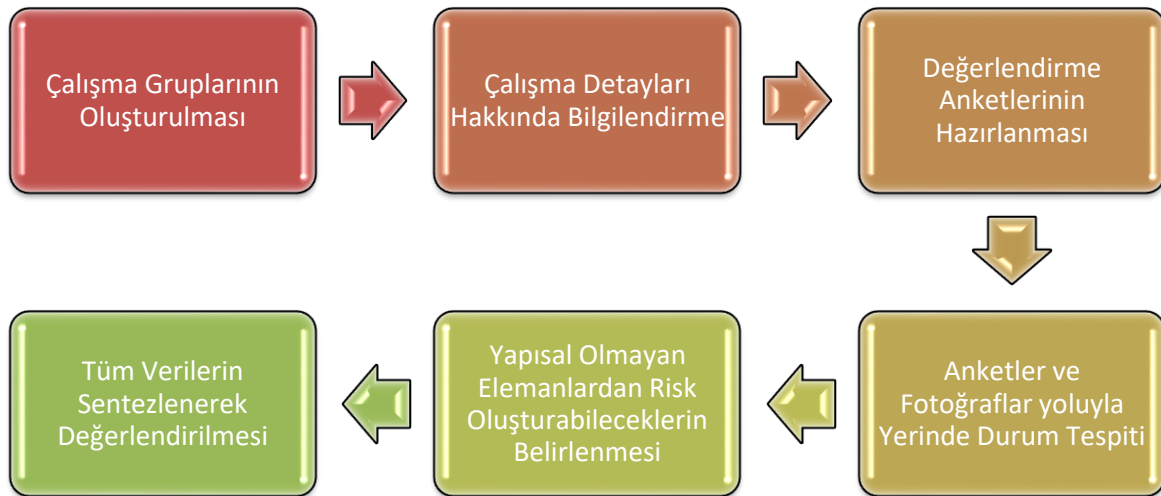 Çalışma Gruplarının
Oluşturulması
Çalışma Detayları
Hakkında Bilgilendirme
Değerlendirme
Anketlerinin
Hazırlanması
Anketler ve
Fotoğraflar yoluyla
Yerinde Durum Tespiti
Yapısal Olmayan
Elemanlardan Risk
Oluşturabileceklerin
Belirlenmesi
Tüm Verilerin
Sentezlenerek
Değerlendirilmesi